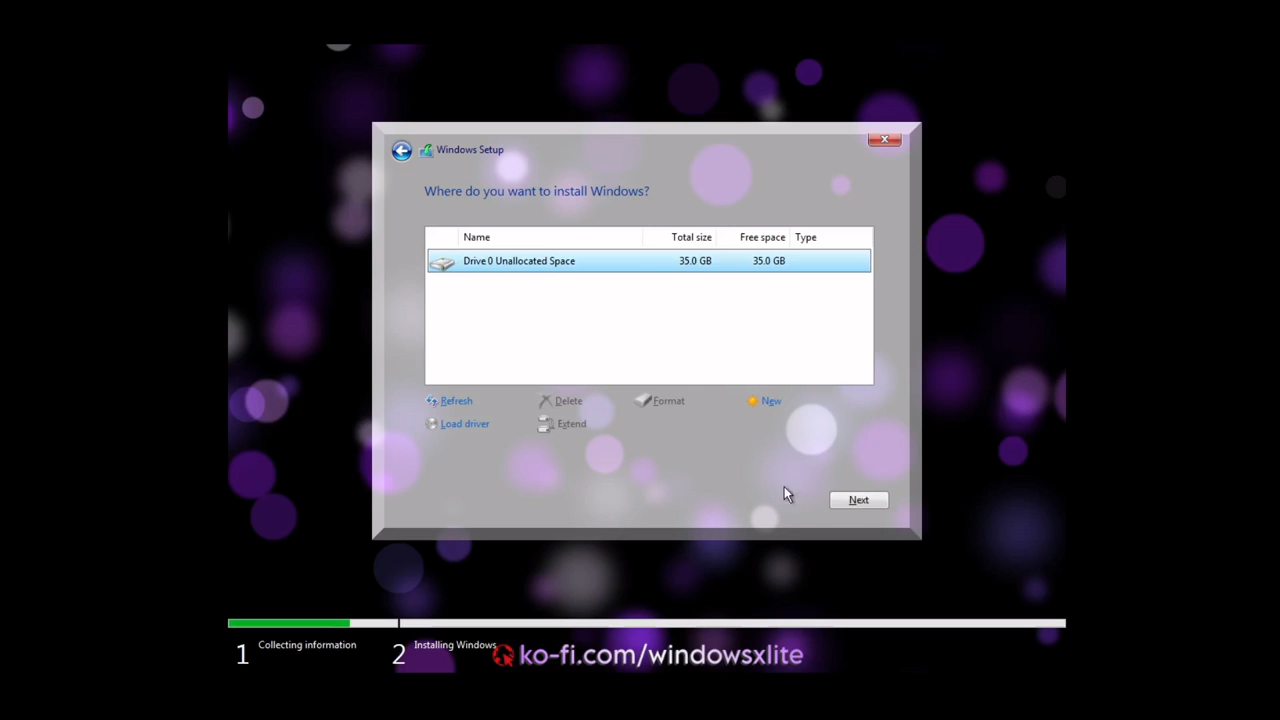 Windows Setup
Where do you want to install Windows?
Name Total size Free space Type
Drive 0 Unallocated Space 35.0 GB 35.0 GB
Refresh Delete Format New
Load driver Extend
Next
1 Collecting information 2 Installing Windows
ko-fi.com/windowsxlite